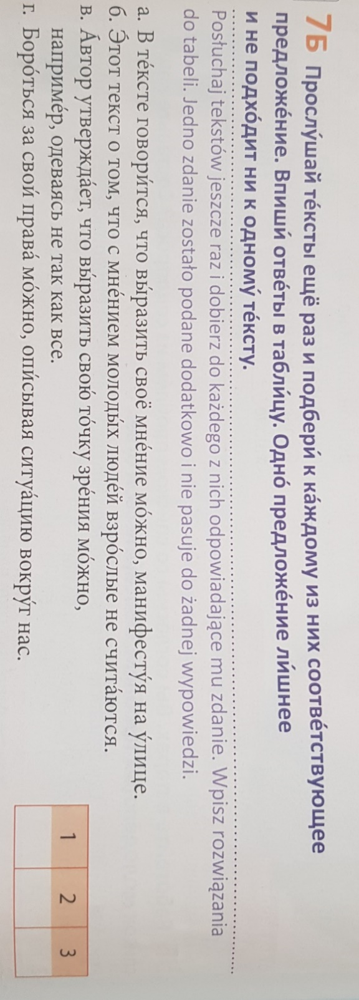 7Б Прослу́шай те́ксты ещё раз и подбери́ к ка́ждому из них соотве́тствующее
предложе́ние. Впиши́ отве́ты в табли́цу. Одно́ предложе́ние ли́шнее
и не подхо́дит ни к одному́ те́ксту.
Posłuchaj tekstów jeszcze raz i dobierz do każdego z nich odpowiadające mu zdanie. Wpisz rozwiązania
do tabeli. Jedno zdanie zostało podane dodatkowo i nie pasuje do żadnej wypowiedzi.
а. В те́ксте говори́тся, что вы́разить своё мне́ние мо́жно, манифесту́я на у́лице.
б. Э́тот текст о том, что с мне́нием молоды́х люде́й взро́слые не счита́ются.
в. А́втор утвержда́ет, что вы́разить свою́ то́чку зре́ния мо́жно,
наприме́р, одева́ясь не так как все.
г. Боро́ться за свои́ права́ мо́жно, опи́сывая ситуа́цию вокру́г нас.
1 2 3